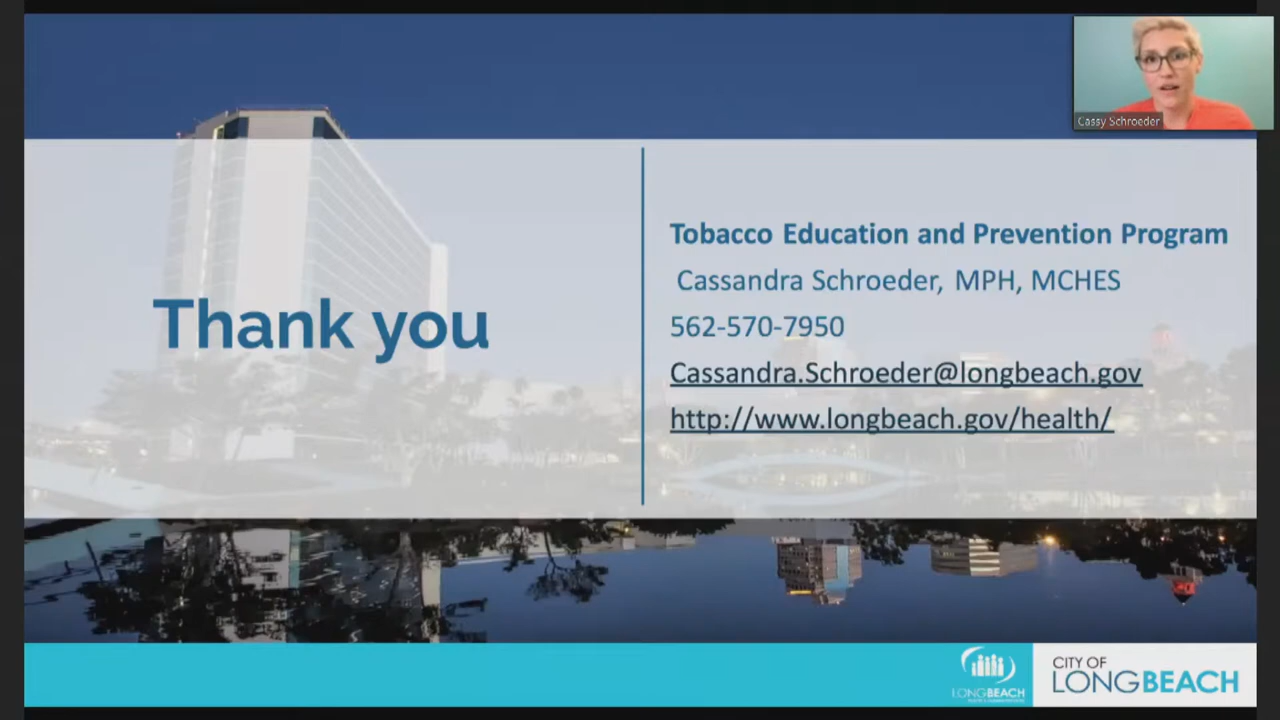 Cassy Schroeder
Thank you
Tobacco Education and Prevention Program
Cassandra Schroeder, MPH, MCHES
562-570-7950
Cassandra.Schroeder@longbeach.gov
http://www.longbeach.gov/health/
LONGBEACH
CITY OF
LONGBEACH